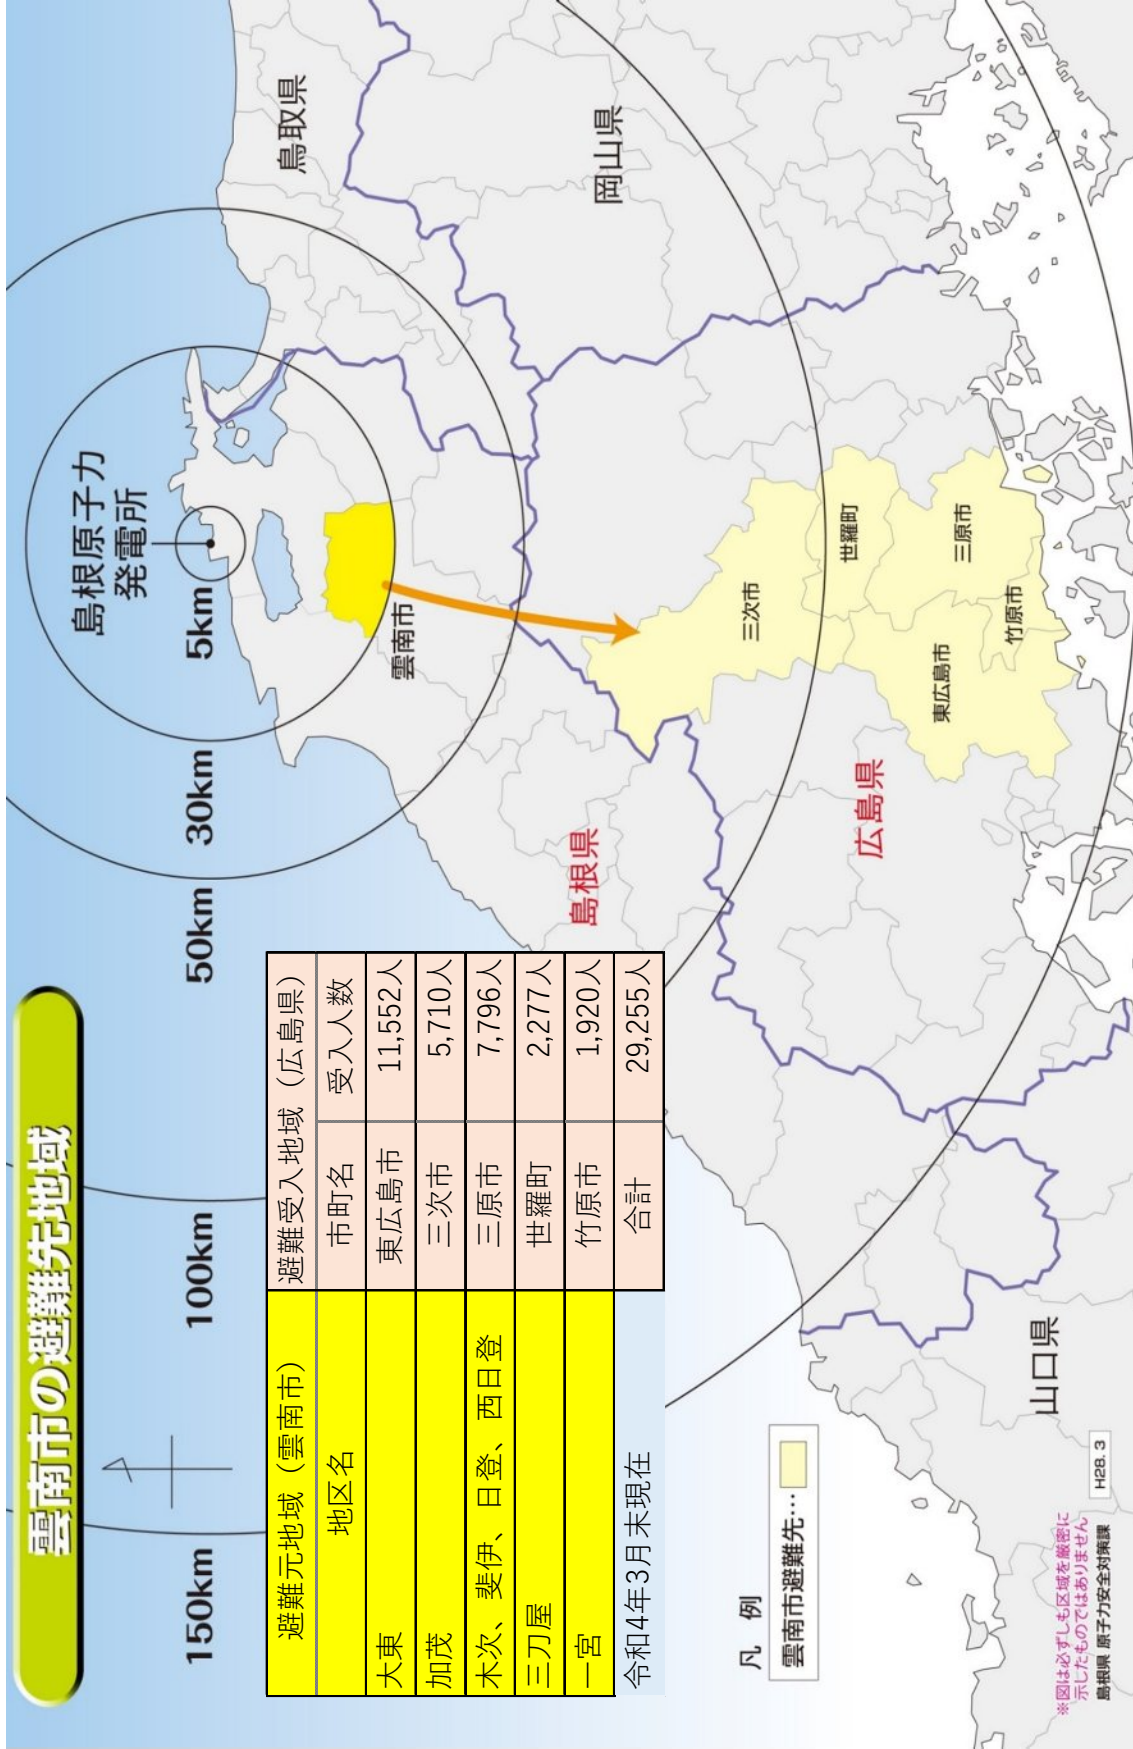 雲南市の避難先地域
島根原子力
発電所
5km
30km
50km
100km
150km
鳥取県
岡山県
島根県
広島県
山口県
雲南市
三次市
世羅町
三原市
東広島市
竹原市
避難元地域（雲南市） 避難受入地域（広島県）
地区名 市町名 受入人数
大東 東広島市 11,552人
加茂 三次市 5,710人
木次、斐伊、日登、西日登 三原市 7,796人
三刀屋 世羅町 2,277人
一宮 竹原市 1,920人
令和4年3月末現在 合計 29,255人
凡 例
雲南市避難先…
※図は必ずしも区域を厳密に
示したものではありません
島根県 原子力安全対策課
H28.3